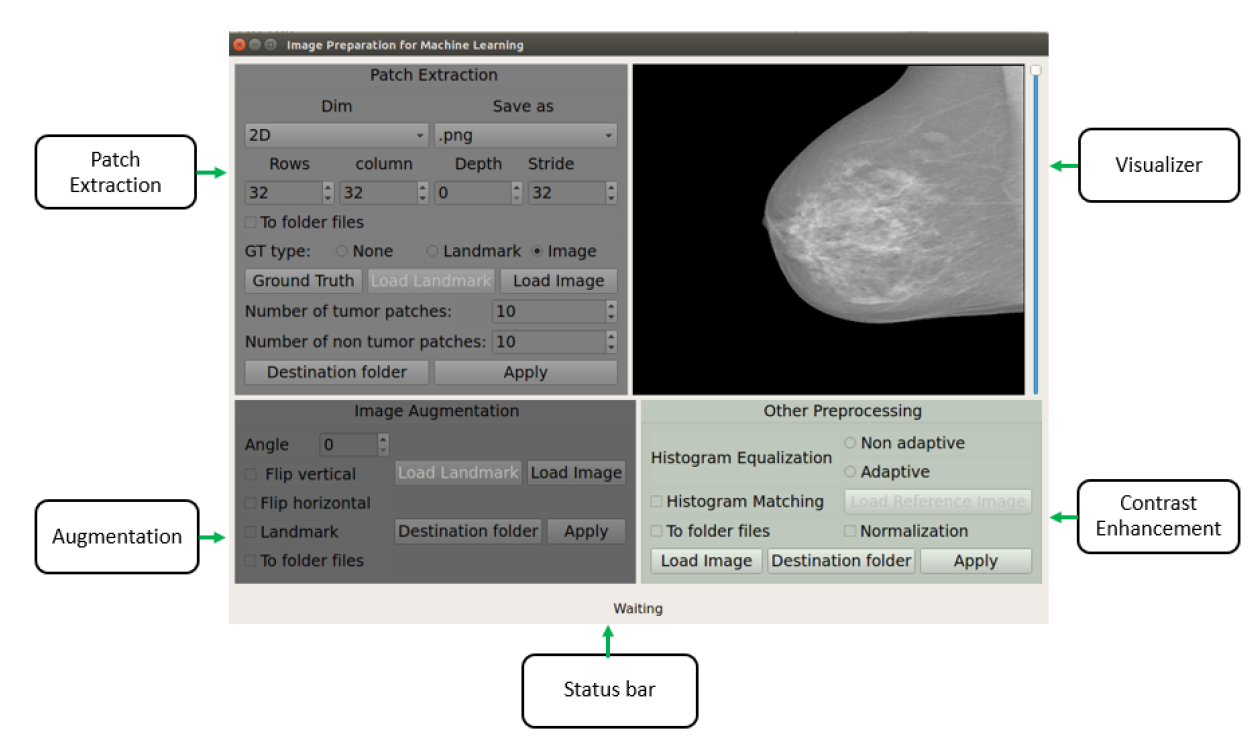 Image Preparation for Machine Learning
Patch Extraction
Dim Save as
2D .png
Rows column Depth Stride
32 32 0 32
To folder files
GT type: None Landmark Image
Ground Truth Load Landmark Load Image
Number of tumor patches: 10
Number of non tumor patches: 10
Destination folder Apply
Image Augmentation
Angle 0
Flip vertical Load Landmark Load Image
Flip horizontal
Landmark Destination folder Apply
To folder files
Other Preprocessing
Histogram Equalization Non adaptive
Adaptive
Histogram Matching Load Reference Image
To folder files Normalization
Load Image Destination folder Apply
Waiting
Patch
Extraction
Augmentation
Visualizer
Contrast
Enhancement
Status bar